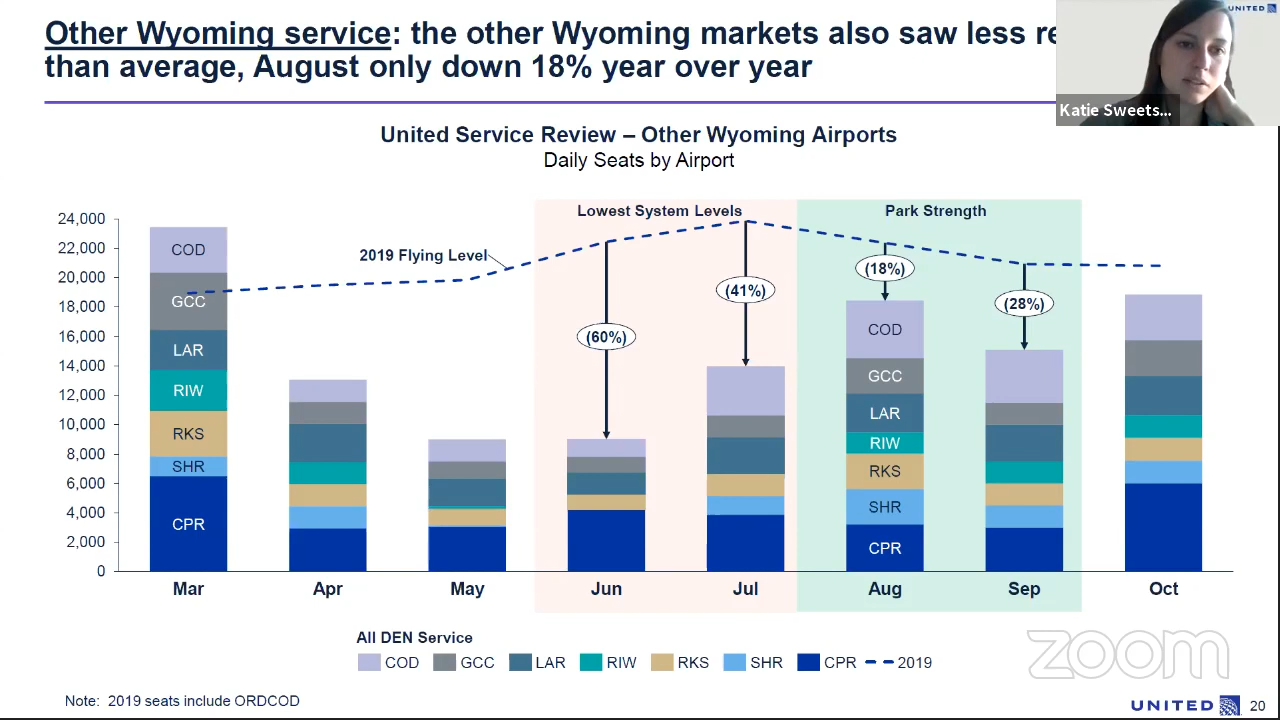 Other Wyoming service: the other Wyoming markets also saw less
than average, August only down 18% year over year
UNITED
Katie Sweets...
United Service Review – Other Wyoming Airports
Daily Seats by Airport
Lowest System Levels
Park Strength
2019 Flying Level
24,000
22,000
20,000
18,000
16,000
14,000
12,000
10,000
8,000
6,000
4,000
2,000
0
COD
GCC
LAR
RIW
RKS
SHR
CPR
(60%)
(41%)
(18%)
(28%)
COD
GCC
LAR
RIW
RKS
SHR
CPR
Mar Apr May Jun Jul Aug Sep Oct
All DEN Service
COD GCC LAR RIW RKS SHR CPR 2019
zoom
Note: 2019 seats include ORDCOD
UNITED 20